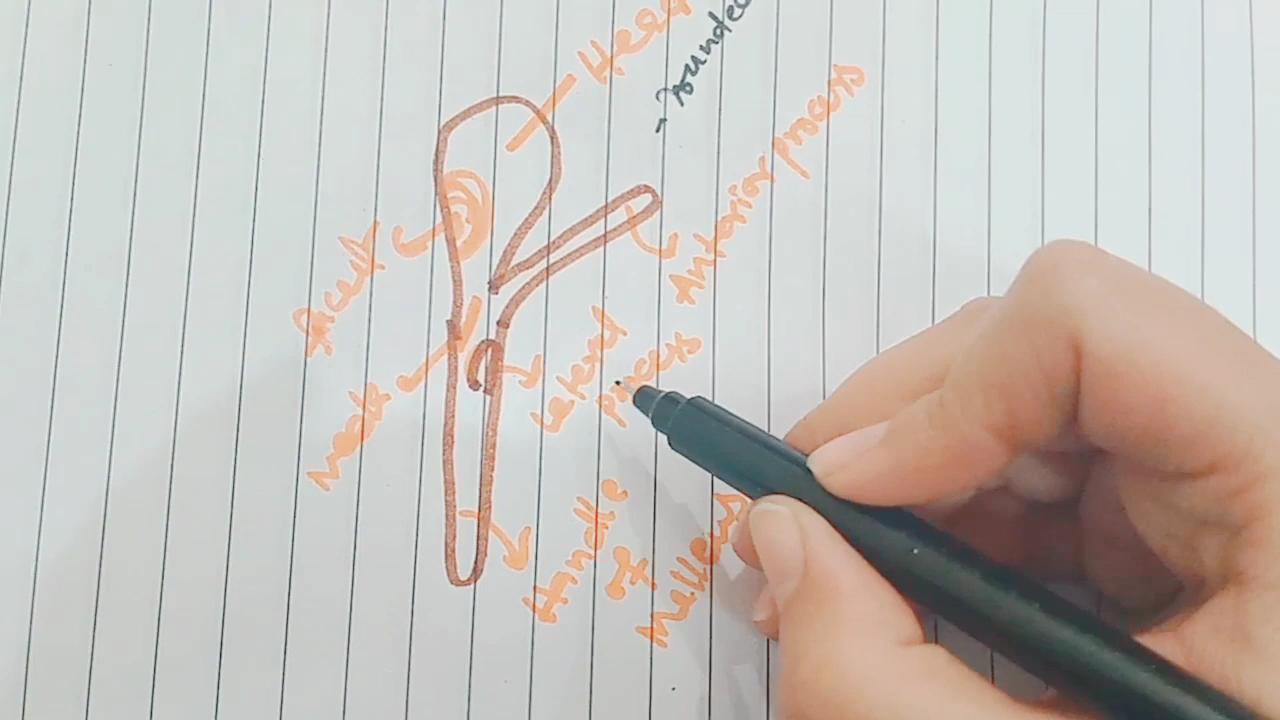 Head
- rounded
Anterior process
Facet
Neck
Lateral
process
Handle
of
Malleus